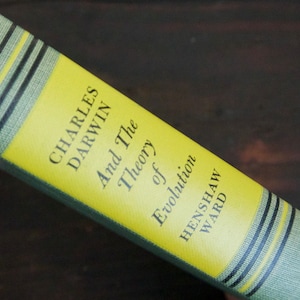 CHARLES
DARWIN
And The
Theory
of
Evolution
HENSHAW
WARD